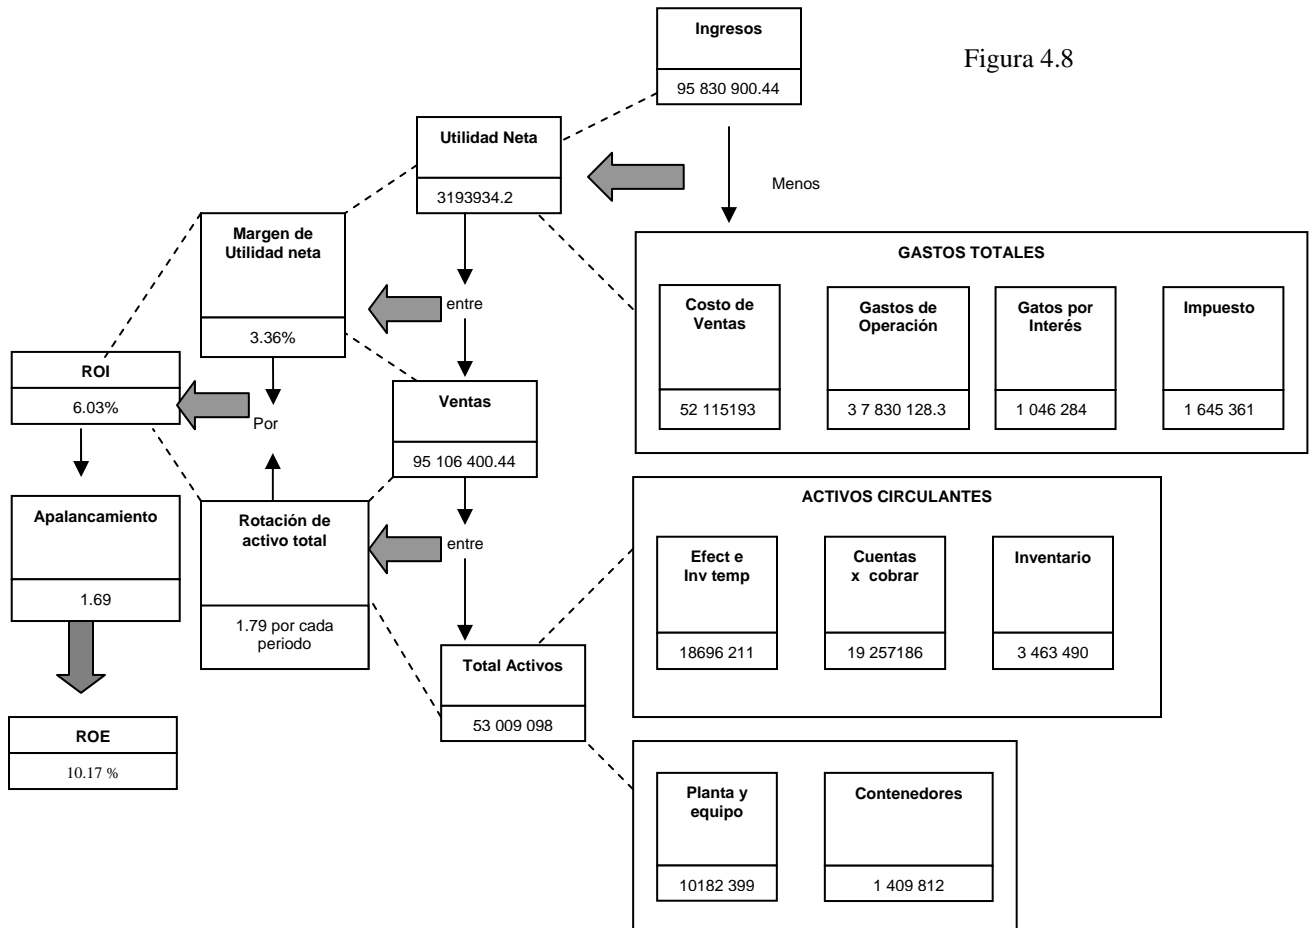 Figura 4.8
Ingresos
95 830 900.44
Utilidad Neta
3193934.2
Menos
Margen de
Utilidad neta
3.36%
entre
GASTOS TOTALES
Costo de
Ventas
52 115193
Gastos de
Operación
3 7 830 128.3
Gatos por
Interés
1 046 284
Impuesto
1 645 361
ROI
6.03%
Por
Ventas
95 106 400.44
Apalancamiento
1.69
Rotación de
activo total
1.79 por cada
periodo
entre
ACTIVOS CIRCULANTES
Efect e
Inv temp
18696 211
Cuentas
x cobrar
19 257186
Inventario
3 463 490
Total Activos
53 009 098
ROE
10.17 %
Planta y
equipo
10182 399
Contenedores
1 409 812